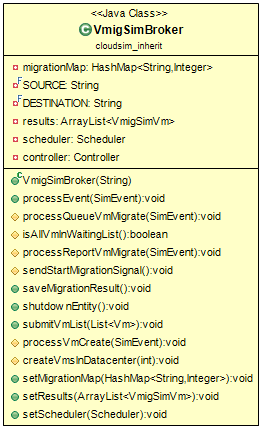 <<Java Class>>
VmigSimBroker
cloudsim_inherit
migrationMap: HashMap<String,Integer>
SOURCE: String
DESTINATION: String
results: ArrayList<VmigSimVm>
scheduler: Scheduler
controller: Controller
VmigSimBroker(String)
processEvent(SimEvent):void
processQueueVmMigrate(SimEvent):void
isAllVmInWaitingList():boolean
processReportVmMigrate(SimEvent):void
sendStartMigrationSignal():void
saveMigrationResult():void
shutdownEntity():void
submitVmList(List<Vm>):void
processVmCreate(SimEvent):void
createVmsInDatacenter(int):void
setMigrationMap(HashMap<String,Integer>):void
setResults(ArrayList<VmigSimVm>):void
setScheduler(Scheduler):void